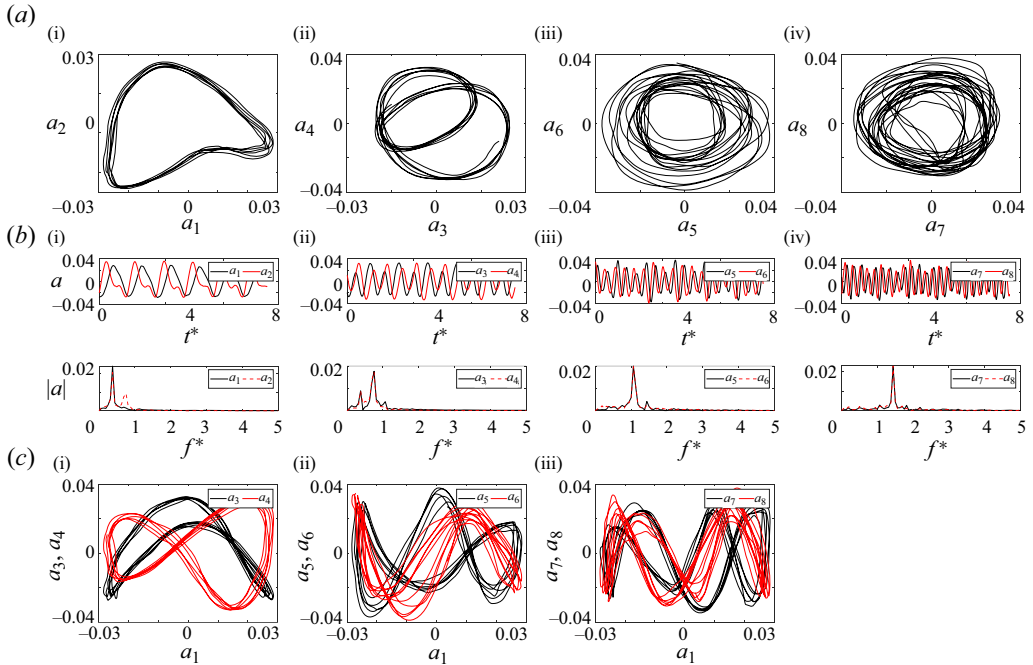 (a)
(i) (ii) (iii) (iv)
0.03 0.04 0.04 0.04
a2 0 a4 0 a6 0 a8 0
–0.03 –0.04 –0.04 –0.04
–0.03 0 0.03 –0.03 0 0.03 –0.04 0 0.04 –0.04 0 0.04
a1 a3 a5 a7
(b)
(i) (ii) (iii) (iv)
0.04 a1 a2 0.04 a3 a4 0.04 a5 a6 0.04 a7 a8
a 0 0 0 0
–0.04 –0.04 –0.04 –0.04
0 4 8 0 4 8 0 4 8 0 4 8
t* t* t* t*
0.02 a1 a2 0.02 a3 a4 0.02 a5 a6 0.02 a7 a8
|a|
0 1 2 3 4 5 0 1 2 3 4 5 0 1 2 3 4 5 0 1 2 3 4 5
f* f* f* f*
(c)
(i) (ii) (iii)
0.04 a3 a4 0.04 a5 a6 0.04 a7 a8
a3, a4 0 a5, a6 0 a7, a8 0
–0.04 –0.04 –0.04
–0.03 0 0.03 –0.03 0 0.03 –0.03 0 0.03
a1 a1 a1